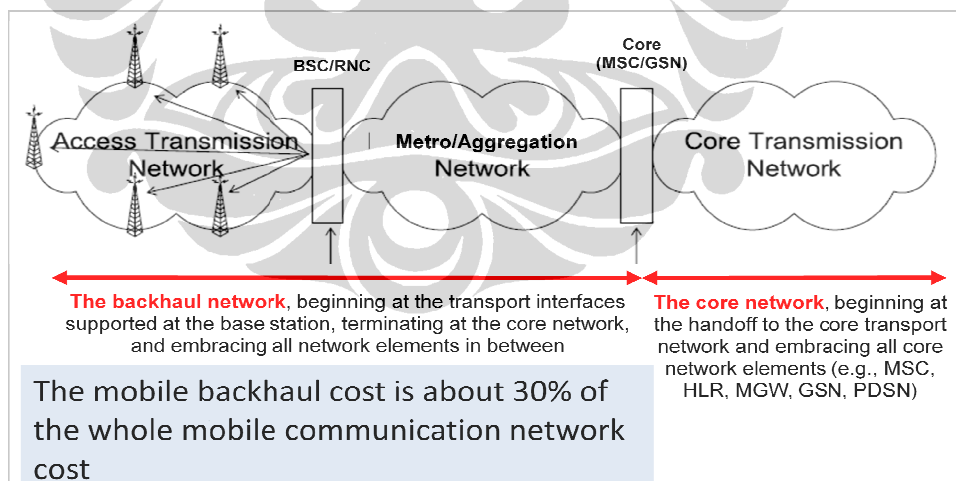 BSC/RNC
Core
(MSC/GSN)
Access Transmission
Network
Metro/Aggregation
Network
Core Transmission
Network
The backhaul network, beginning at the transport interfaces
supported at the base station, terminating at the core network,
and embracing all network elements in between
The core network, beginning at
the handoff to the core transport
network and embracing all core
network elements (e.g., MSC,
HLR, MGW, GSN, PDSN)
The mobile backhaul cost is about 30% of
the whole mobile communication network
cost